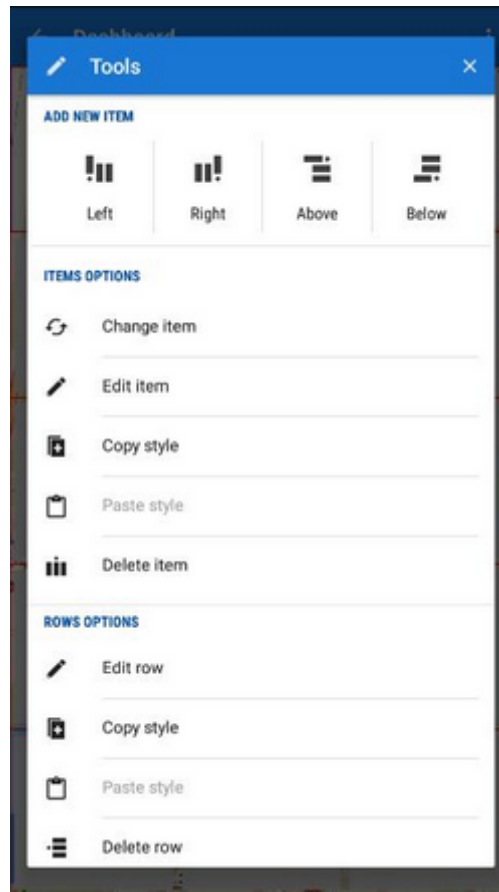 Dashboard
Tools
ADD NEW ITEM
Left Right Above Below
ITEMS OPTIONS
Change item
Edit item
Copy style
Paste style
Delete item
ROWS OPTIONS
Edit row
Copy style
Paste style
Delete row